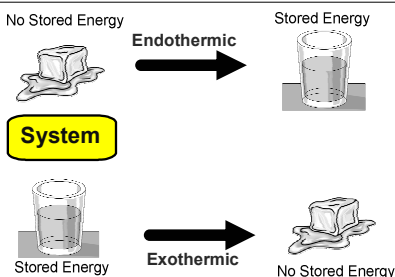 No Stored Energy
Endothermic
Stored Energy
System
Stored Energy
Exothermic
No Stored Energy